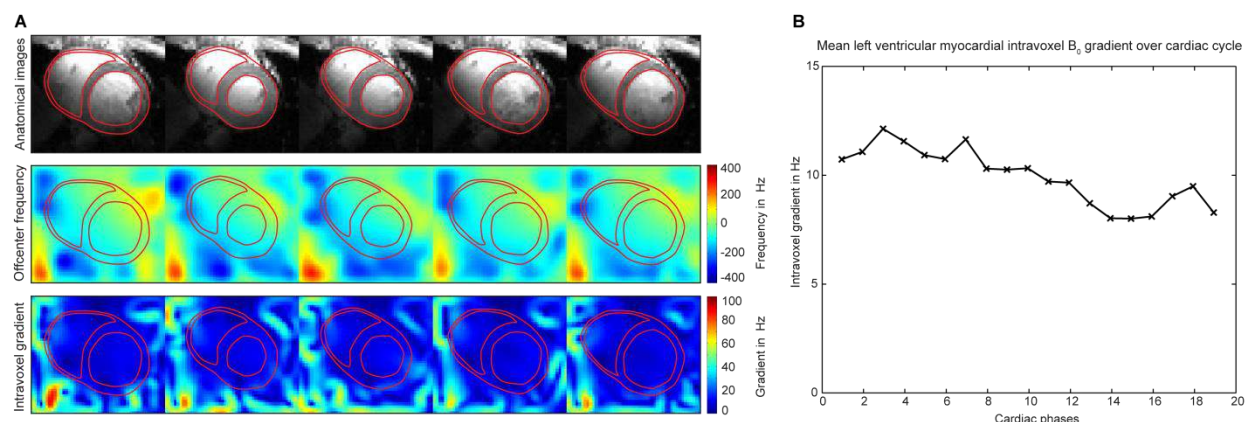 A
Anatomical images
Offcenter frequency
400
200
0
-200
-400
Frequency in Hz
Intravoxel gradient
100
80
60
40
20
0
Gradient in Hz
B
Mean left ventricular myocardial intravoxel B₀ gradient over cardiac cycle
Intravoxel gradient in Hz
15
10
5
0
0 2 4 6 8 10 12 14 16 18 20
Cardiac phases